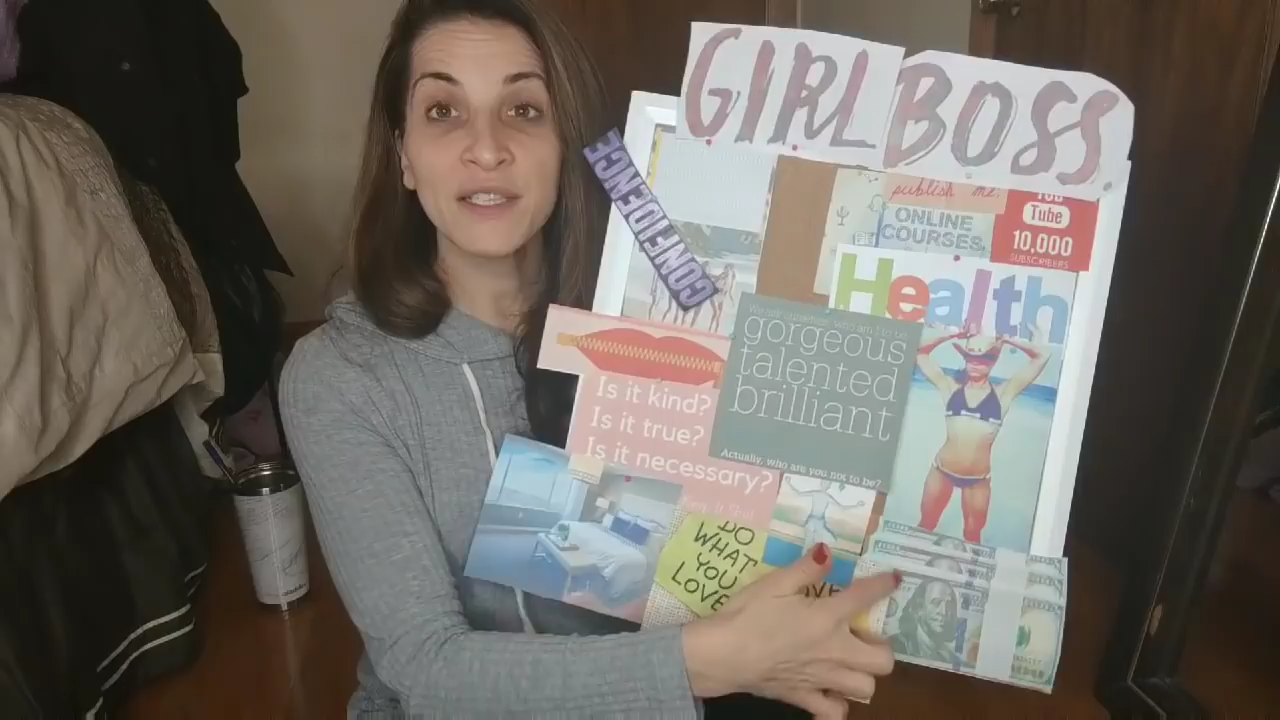 GIRL BOSS
CONFIDENCE
publish me.
ONLINE
COURSES
You
Tube
10,000
SUBSCRIBERS
Health
gorgeous
talented
brilliant
Actually, who are you not to be?
Is it kind?
Is it true?
Is it necessary?
DO
WHAT
YOU
LOVE